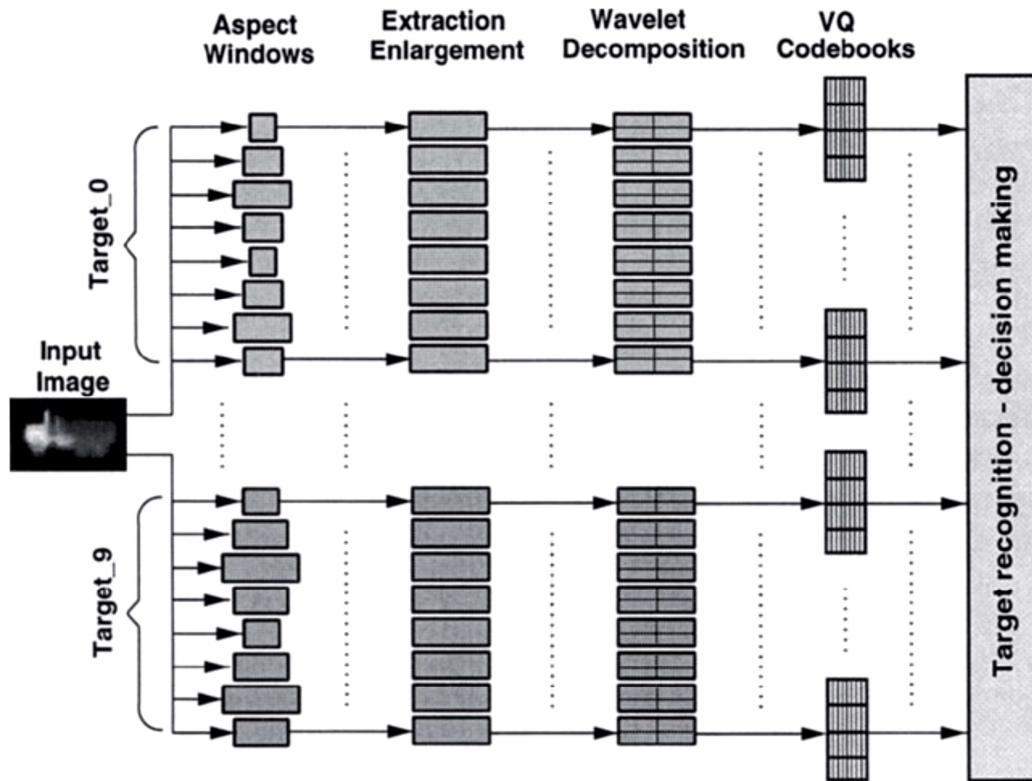 Aspect
Windows
Extraction
Enlargement
Wavelet
Decomposition
VQ
Codebooks
Target_0
Input
Image
Target_9
Target recognition - decision making